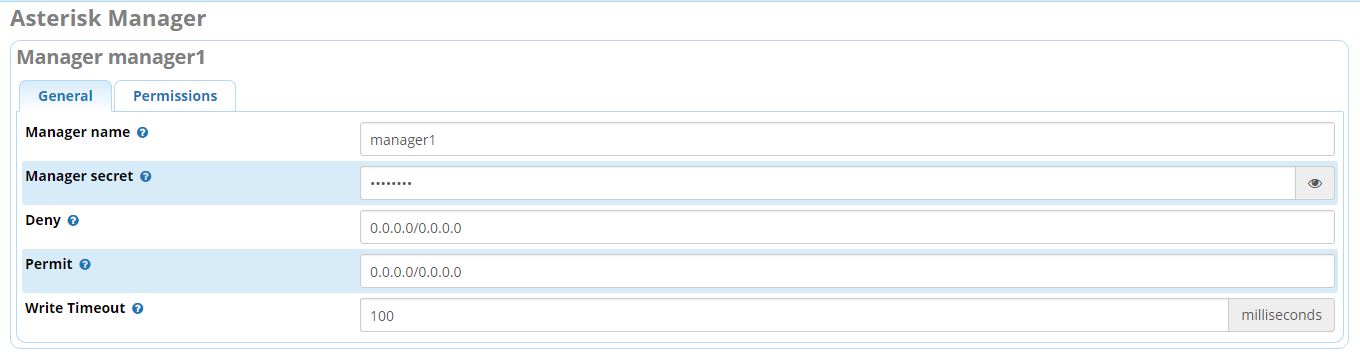 Asterisk Manager
Manager manager1
General Permissions
Manager name manager1
Manager secret ••••••••
Deny 0.0.0.0/0.0.0.0
Permit 0.0.0.0/0.0.0.0
Write Timeout 100 milliseconds